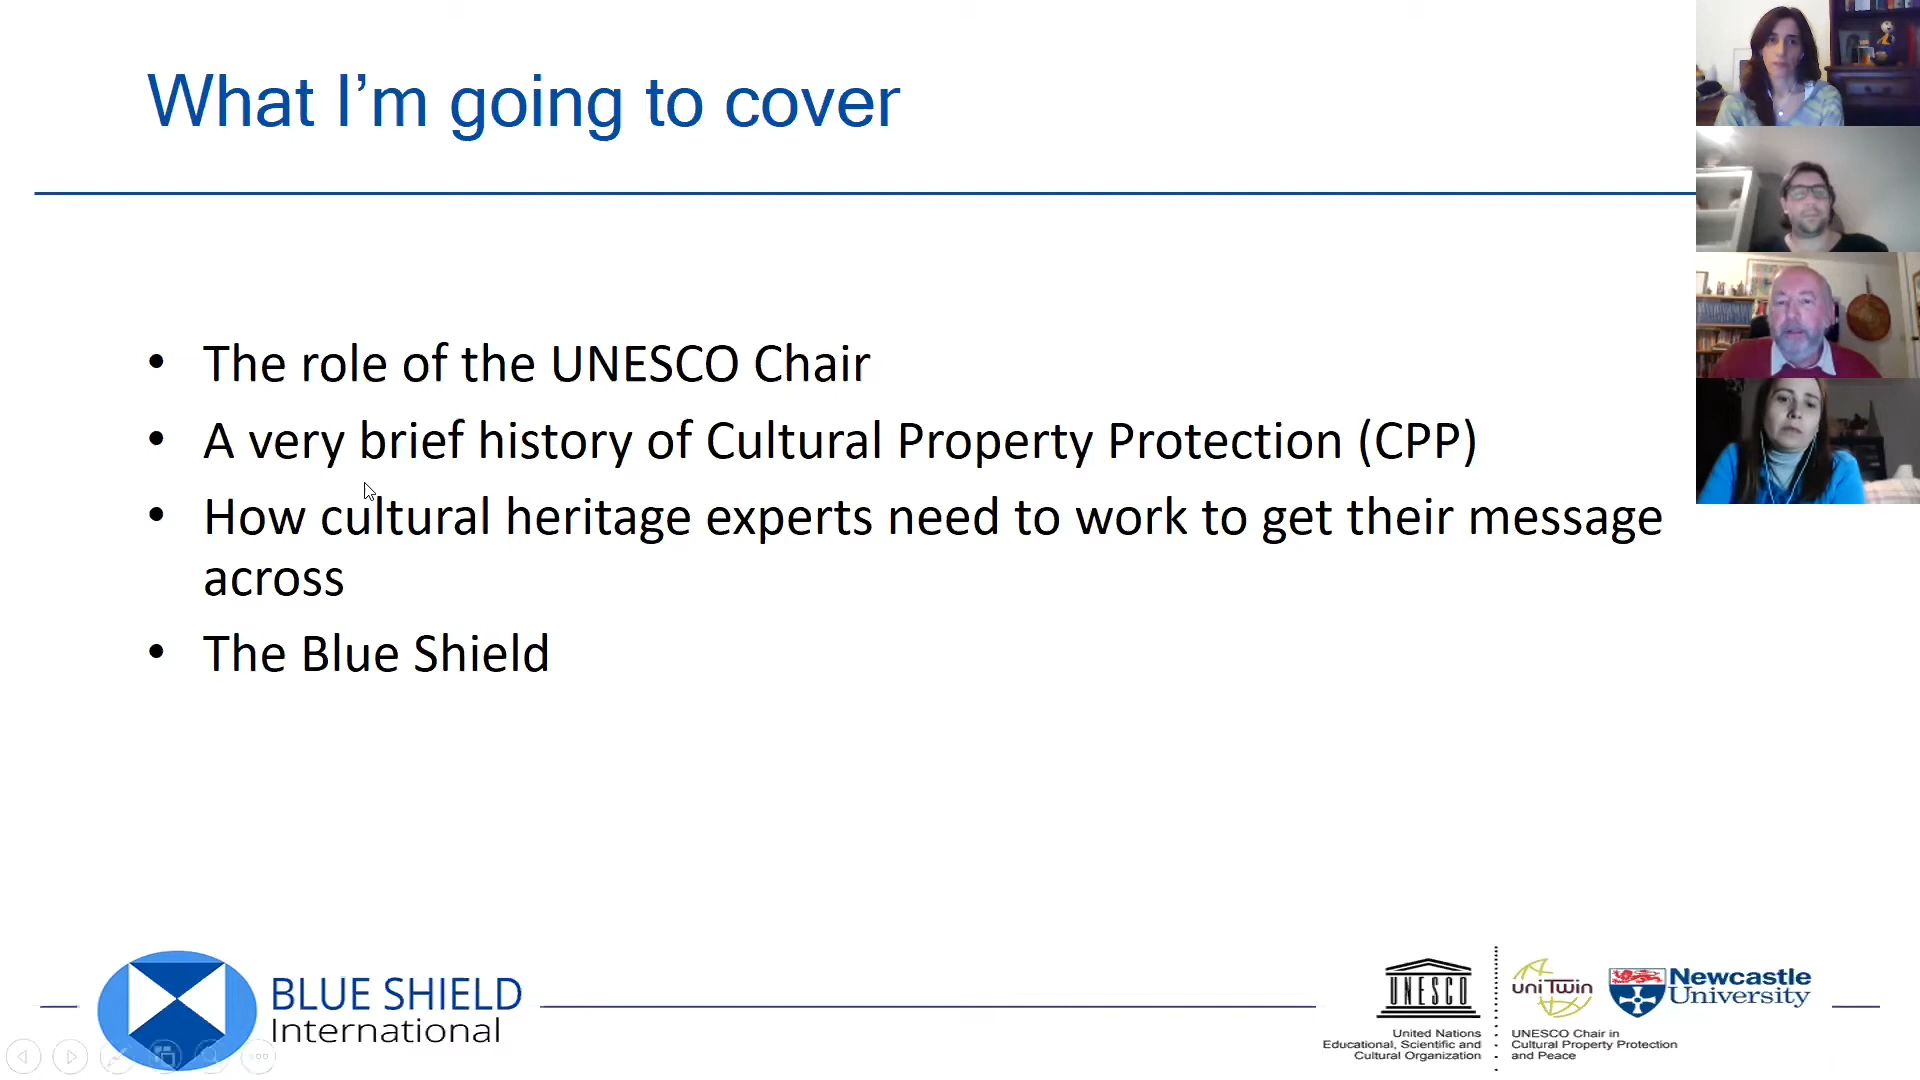 What I’m going to cover
• The role of the UNESCO Chair
• A very brief history of Cultural Property Protection (CPP)
• How cultural heritage experts need to work to get their message
across
• The Blue Shield
BLUE SHIELD
International
UNESCO
United Nations
Educational, Scientific and
Cultural Organization
uniTwin
UNESCO Chair in
Cultural Property Protection
and Peace
Newcastle
University